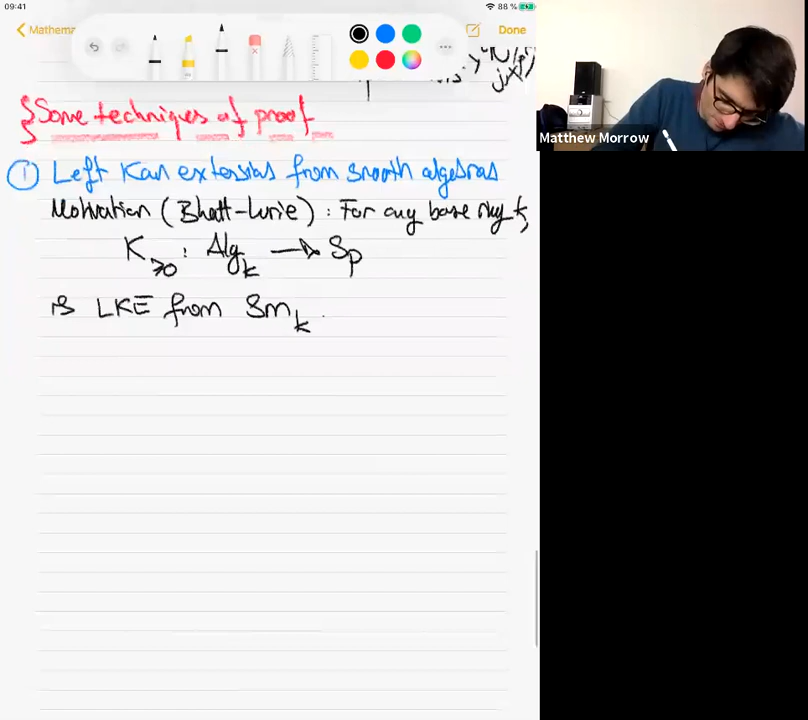 09:41
88 %
Mathema
Done
Some techniques of proof
① Left Kan extensions from smooth algebras
Motivation (Bhatt-Lurie): For any base ring k,
K≥0 : Alg_k → Sp
is LKE from Sm_k.
Matthew Morrow